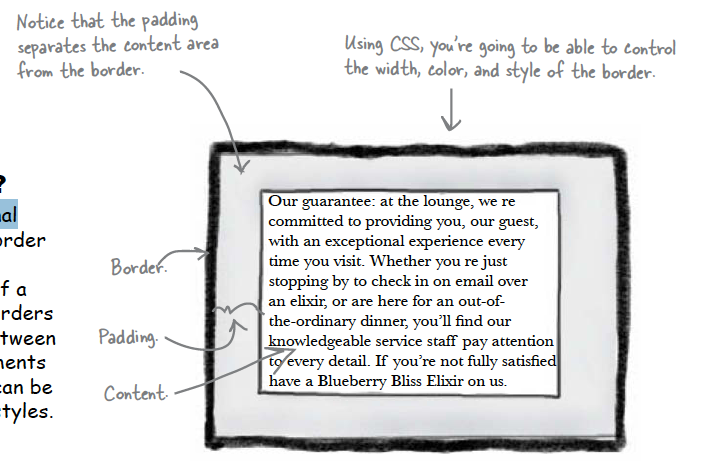 Notice that the padding
separates the content area
from the border.
Using CSS, you're going to be able to control
the width, color, and style of the border.
?
nal
order
f a
rders
tween
ments
can be
tyles.
Border.
Padding.
Content.
Our guarantee: at the lounge, we re
committed to providing you, our guest,
with an exceptional experience every
time you visit. Whether you re just
stopping by to check in on email over
an elixir, or are here for an out-of-
the-ordinary dinner, you'll find our
knowledgeable service staff pay attention
to every detail. If you're not fully satisfied
have a Blueberry Bliss Elixir on us.